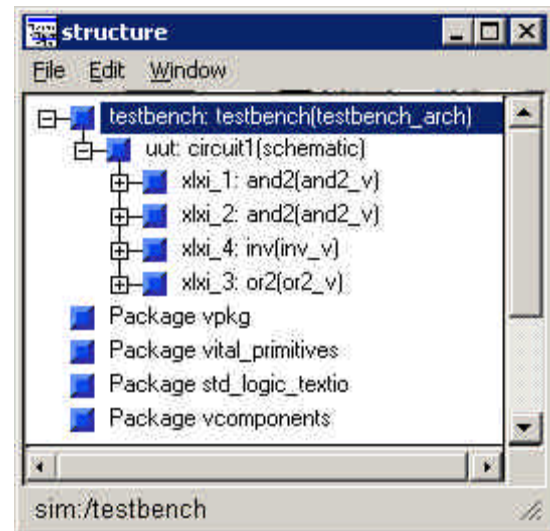 structure
File Edit Window
testbench: testbench(testbench_arch)
uut: circuit1(schematic)
xlxi_1: and2(and2_v)
xlxi_2: and2(and2_v)
xlxi_4: inv(inv_v)
xlxi_3: or2(or2_v)
Package vpkg
Package vital_primitives
Package std_logic_textio
Package vcomponents
sim:/testbench